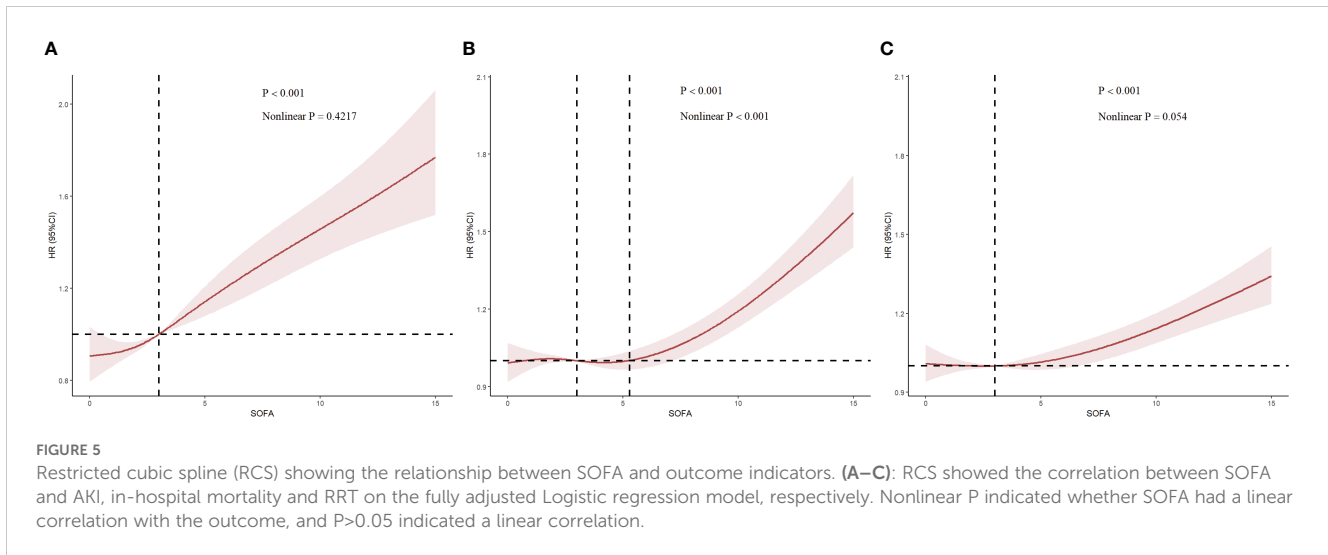 A
P < 0.001
Nonlinear P = 0.4217
HR (95%CI)
2.0
1.6
1.2
0.8
0
5
10
15
SOFA
B
P < 0.001
Nonlinear P < 0.001
HR (95%CI)
2.1
1.8
1.5
1.2
0.9
0
5
10
15
SOFA
C
P < 0.001
Nonlinear P = 0.054
HR (95%CI)
2.1
1.8
1.5
1.2
0.9
0
5
10
15
SOFA
FIGURE 5
Restricted cubic spline (RCS) showing the relationship between SOFA and outcome indicators. (A–C): RCS showed the correlation between SOFA
and AKI, in-hospital mortality and RRT on the fully adjusted Logistic regression model, respectively. Nonlinear P indicated whether SOFA had a linear
correlation with the outcome, and P>0.05 indicated a linear correlation.